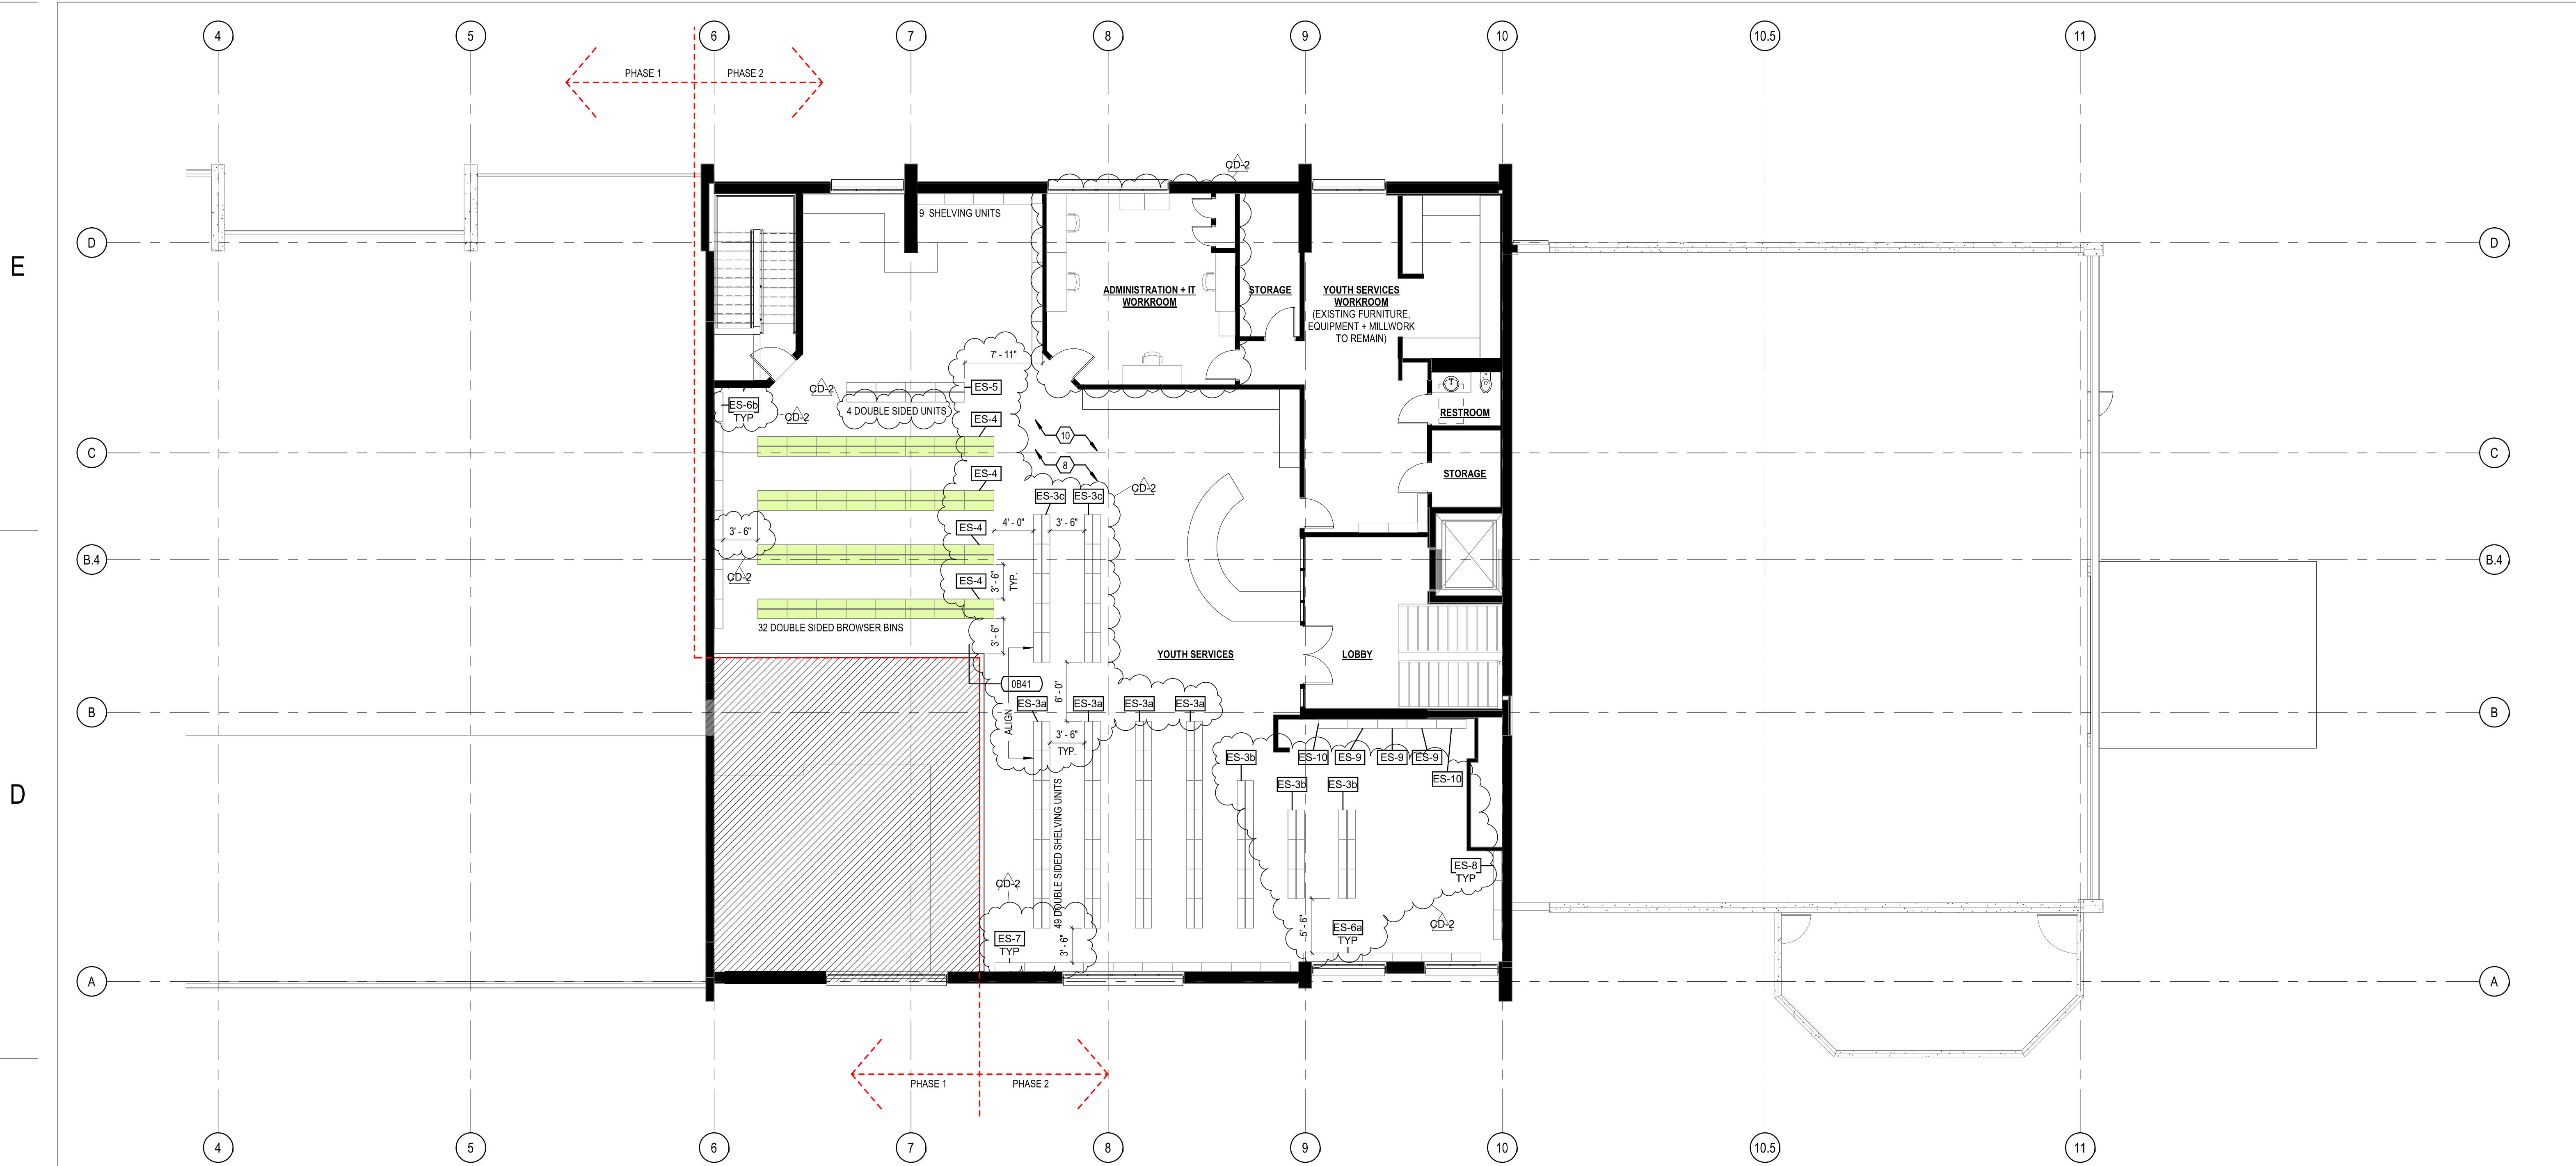 4
5
6
7
8
9
10
10.5
11
PHASE 1
PHASE 2
CD-2
9 SHELVING UNITS
D
D
E
ADMINISTRATION + IT
WORKROOM
STORAGE
YOUTH SERVICES
WORKROOM
(EXISTING FURNITURE,
EQUIPMENT + MILLWORK
TO REMAIN)
7' - 11"
CD-2
ES-5
ES-6b
TYP
CD-2
4 DOUBLE SIDED UNITS
ES-4
RESTROOM
10
C
C
8
ES-4
STORAGE
CD-2
ES-3c
ES-3c
3' - 6"
ES-4
4' - 0"
3' - 6"
B.4
B.4
CD-2
ES-4
3' - 6"
TYP.
32 DOUBLE SIDED BROWSER BINS
3' - 6"
YOUTH SERVICES
LOBBY
0B41
6' - 0"
ES-3a
ES-3a
ES-3a
ES-3a
B
B
ALIGN
3' - 6"
TYP.
ES-3b
ES-10
ES-9
ES-9
ES-9
ES-10
ES-3b
ES-3b
D
49 DOUBLE SIDED SHELVING UNITS
ES-8
TYP
CD-2
CD-2
ES-7
TYP
3' - 6"
5' - 6"
ES-6a
TYP
A
A
PHASE 1
PHASE 2
4
5
6
7
8
9
10
10.5
11